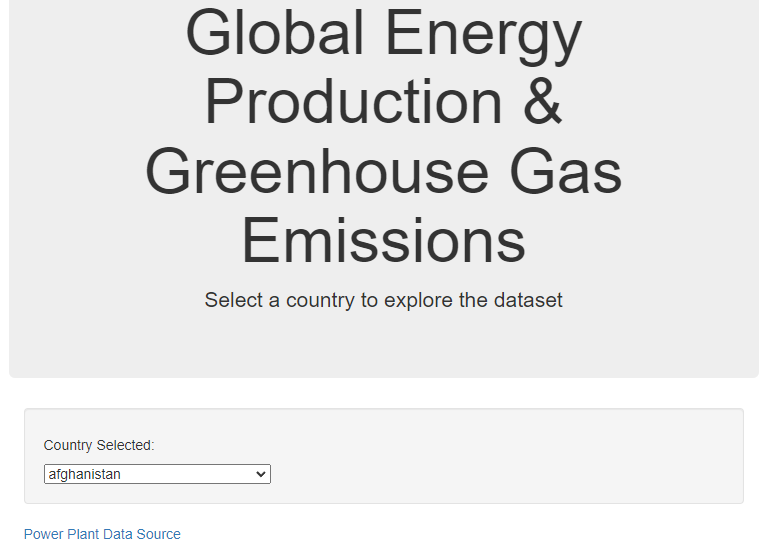 Global Energy
Production &
Greenhouse Gas
Emissions
Select a country to explore the dataset
Country Selected:
afghanistan
Power Plant Data Source